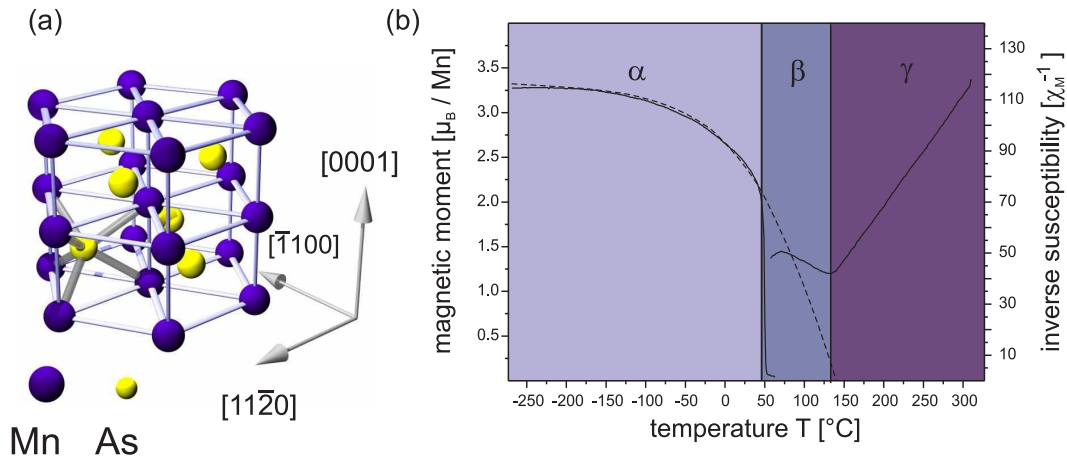 (a)
[0001]
[1̅100]
[112̅0]
Mn As
(b)
magnetic moment [μB / Mn]
3.5
3.0
2.5
2.0
1.5
1.0
0.5
α β γ
130
110
90
70
50
30
10
inverse susceptibility [χM⁻¹]
-250 -200 -150 -100 -50 0 50 100 150 200 250 300
temperature T [°C]